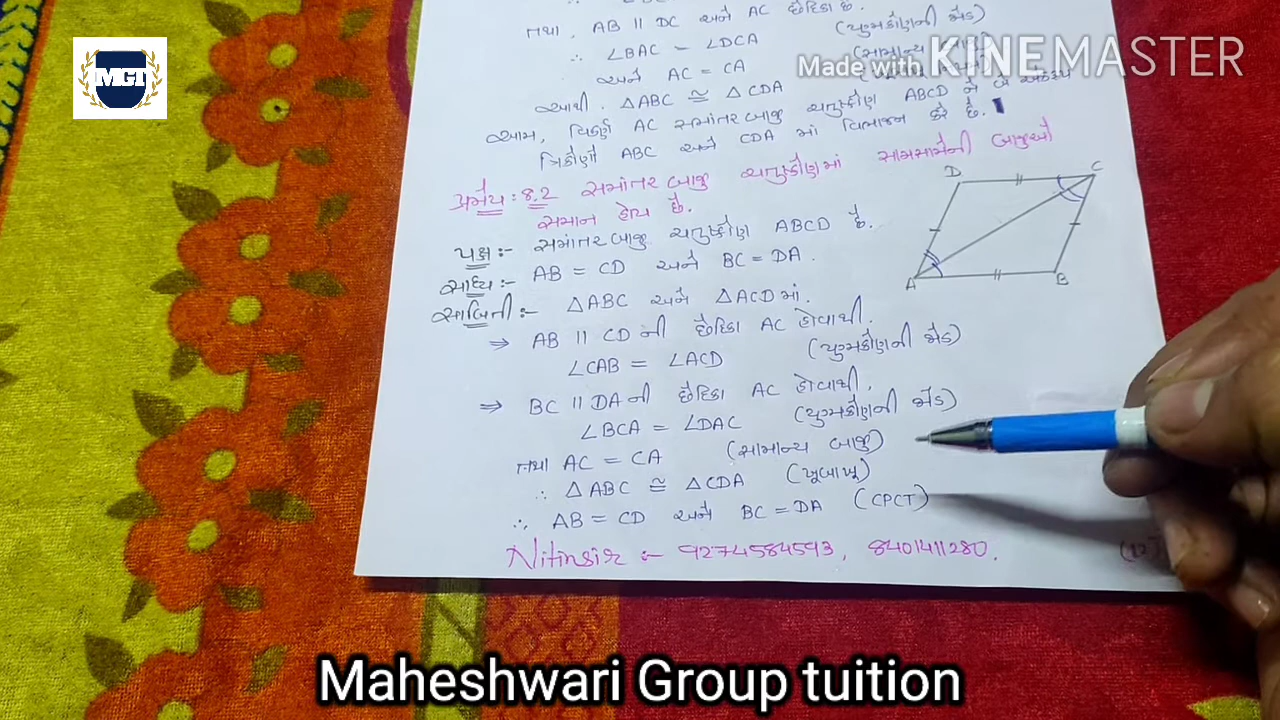 MGT
Made with KINEMASTER
તથા, AB || DC અને AC છેદિકા છે.
∴ ∠BAC = ∠DCA (યુગ્મકોણની જોડ)
અને AC = CA (સામાન્ય
આથી. △ABC ≅ △CDA
આમ, વિકર્ણ AC સમાંતરબાજુ ચતુષ્કોણ ABCD ને બે એકરૂપ
ત્રિકોણો ABC અને CDA માં વિભાજન કરે છે.
પ્રમેય: 8.2 સમાંતરબાજુ ચતુષ્કોણમાં સામસામેની બાજુઓ
સમાન હોય છે.
પક્ષ:- સમાંતરબાજુ ચતુષ્કોણ ABCD છે.
સાધ્ય:- AB = CD અને BC = DA.
સાબિતી:- △ABC અને △ACD માં.
⇒ AB || CD ની છેદિકા AC હોવાથી.
∠CAB = ∠ACD (યુગ્મકોણની જોડ)
⇒ BC || DA ની છેદિકા AC હોવાથી.
∠BCA = ∠DAC (યુગ્મકોણની જોડ)
તથા AC = CA (સામાન્ય બાજુ)
∴ △ABC ≅ △CDA (ખૂબાખૂ)
∴ AB = CD અને BC = DA (CPCT)
Nitinsir :- 9274584593, 8401411280.
D C
A B
Maheshwari Group tuition